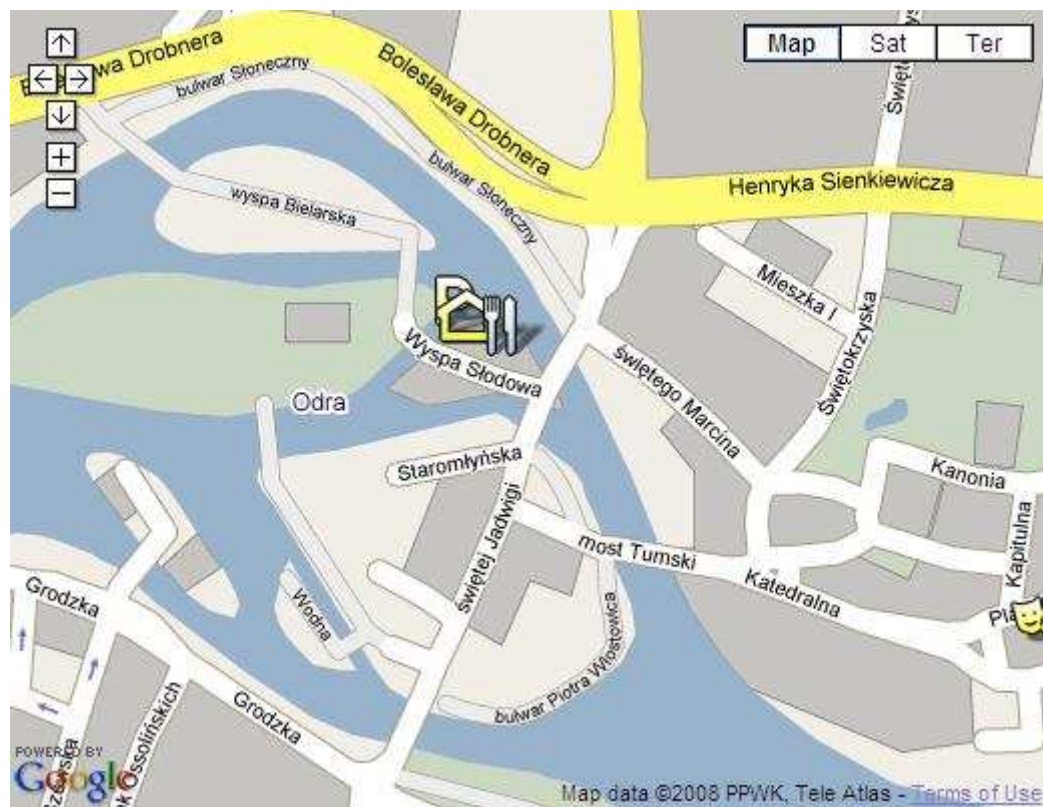 wa Drobnera
bulwar Słoneczny
Bolesława Drobnera
bulwar Słoneczny
Map Sat Ter
Henryka Sienkiewicza
wyspa Bielarska
Mieszka I
Świętokrzyska
Wyspa Słodowa
świętego Marcina
Odra
Staromłyńska
Kanonia
świętej Jadwigi
most Tumski
Katedralna
Kapitulna
Grodzka
Wodna
bulwar Piotra Włostowica
Grodzka
POWERED BY
Google
Map data ©2008 PPWK, Tele Atlas - Terms of Use